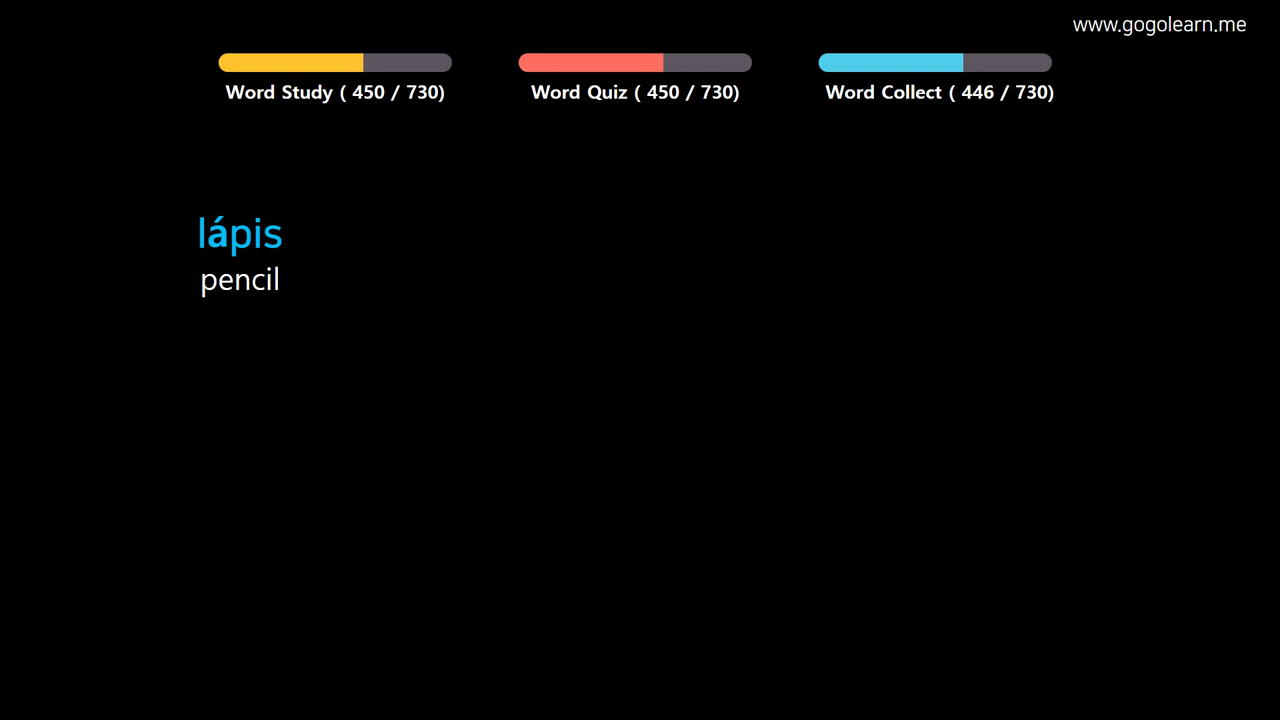 www.gogolearn.me
Word Study ( 450 / 730)
Word Quiz ( 450 / 730)
Word Collect ( 446 / 730)
lápis
pencil